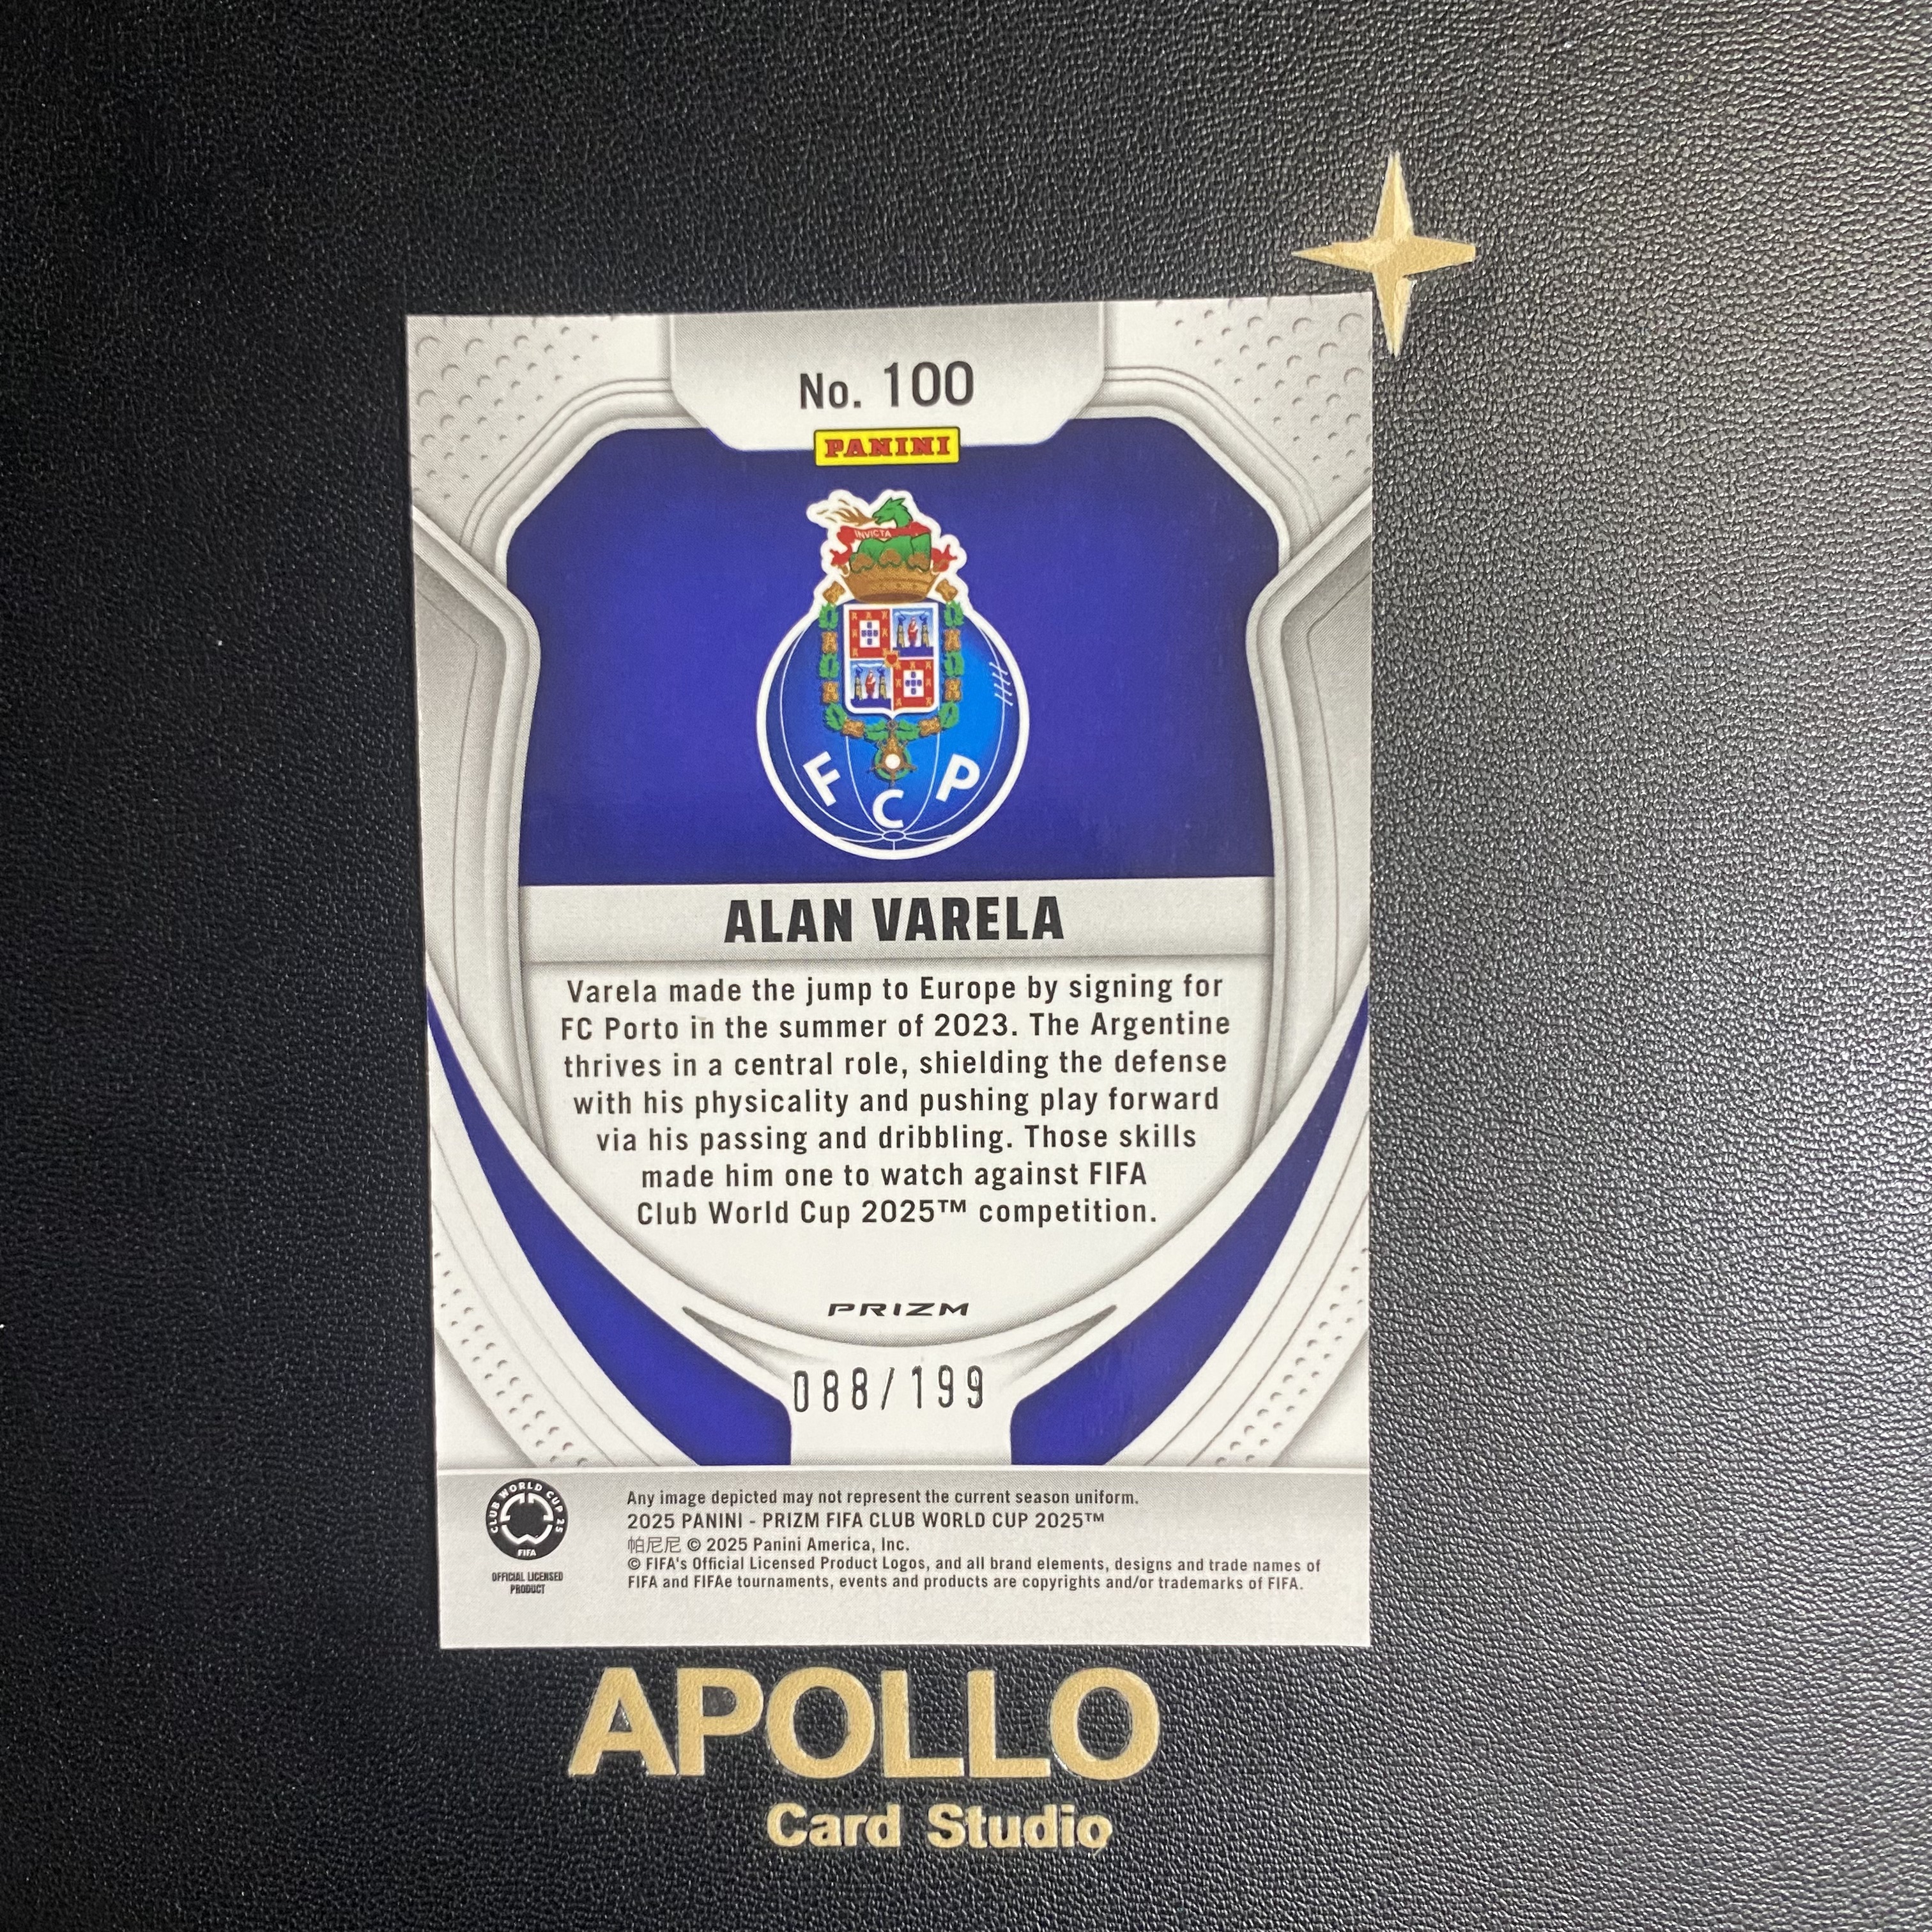 No. 100
PANINI
INVICTA
F C P
ALAN VARELA
Varela made the jump to Europe by signing for
FC Porto in the summer of 2023. The Argentine
thrives in a central role, shielding the defense
with his physicality and pushing play forward
via his passing and dribbling. Those skills
made him one to watch against FIFA
Club World Cup 2025™ competition.
PRIZM
088/199
CLUB WORLD CUP 25
FIFA
OFFICIAL LICENSED
PRODUCT
Any image depicted may not represent the current season uniform.
2025 PANINI - PRIZM FIFA CLUB WORLD CUP 2025™
帕尼尼 © 2025 Panini America, Inc.
© FIFA's Official Licensed Product Logos, and all brand elements, designs and trade names of
FIFA and FIFAe tournaments, events and products are copyrights and/or trademarks of FIFA.
APOLLO
Card Studio